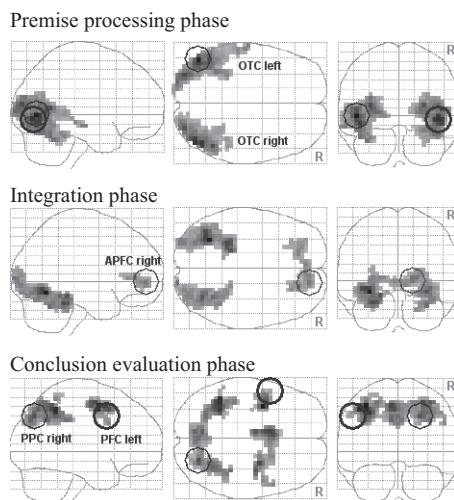 Premise processing phase
R
OTC left
OTC right
R
Integration phase
R
APFC right
R
Conclusion evaluation phase
R
PPC right PFC left
R